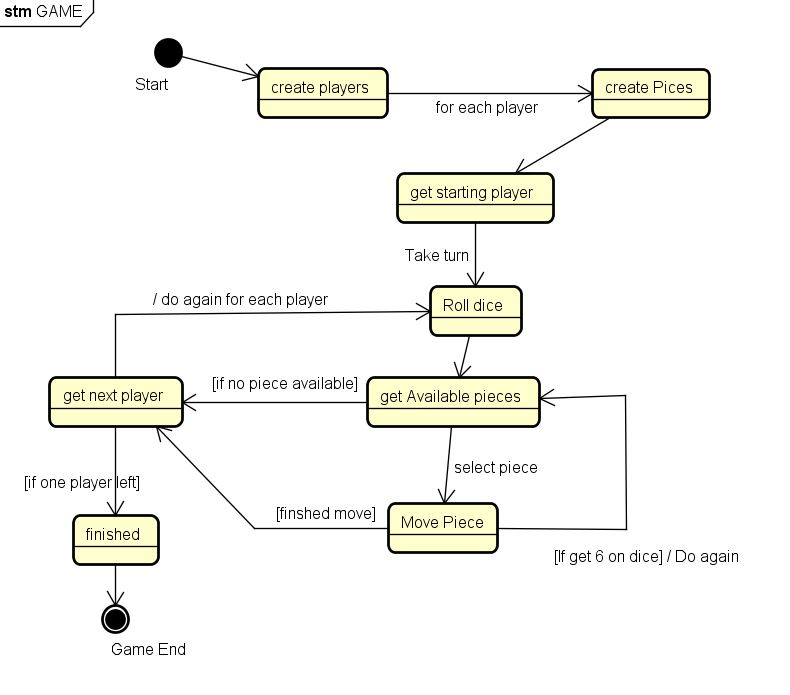 stm GAME
Start
create players
create Pices
for each player
get starting player
Take turn
/ do again for each player
Roll dice
[if no piece available]
get next player
get Available pieces
select piece
[if one player left]
[finshed move]
Move Piece
finished
[If get 6 on dice] / Do again
Game End